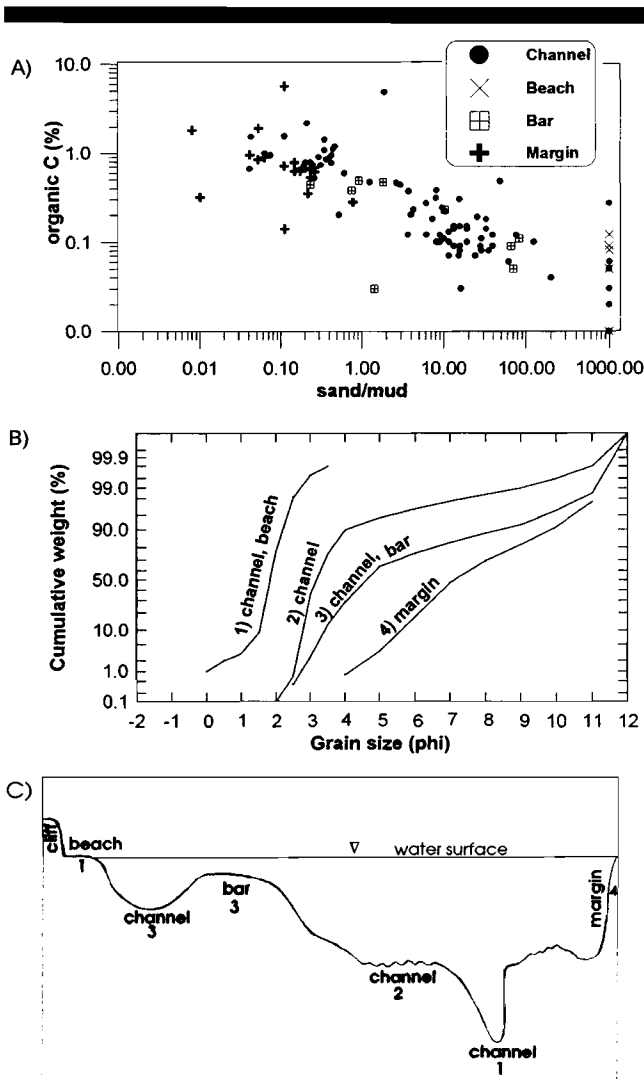 A)
10.0
1.0
0.1
0.0
organic C (%)
Channel
Beach
Bar
Margin
0.00 0.01 0.10 1.00 10.00 100.00 1000.00
sand/mud
B)
99.9
99.0
90.0
50.0
10.0
1.0
0.1
Cumulative weight (%)
1) channel, beach
2) channel
3) channel, bar
4) margin
-2 -1 0 1 2 3 4 5 6 7 8 9 10 11 12
Grain size (phi)
C)
cliff
beach
1
water surface
channel
3
bar
3
channel
2
channel
1
margin
4